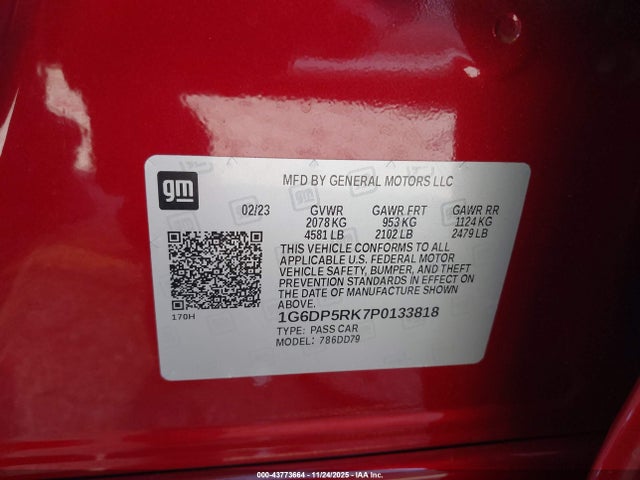 gm
MFD BY GENERAL MOTORS LLC
02/23 GVWR GAWR FRT GAWR RR
2078 KG 953 KG 1124 KG
4581 LB 2102 LB 2479 LB
THIS VEHICLE CONFORMS TO ALL
APPLICABLE U.S. FEDERAL MOTOR
VEHICLE SAFETY, BUMPER, AND THEFT
PREVENTION STANDARDS IN EFFECT ON
THE DATE OF MANUFACTURE SHOWN
ABOVE.
170H
1G6DP5RK7P0133818
TYPE: PASS CAR
MODEL: 786DD79
© 44-43773664 - 11/24/2025 - IAA Inc.